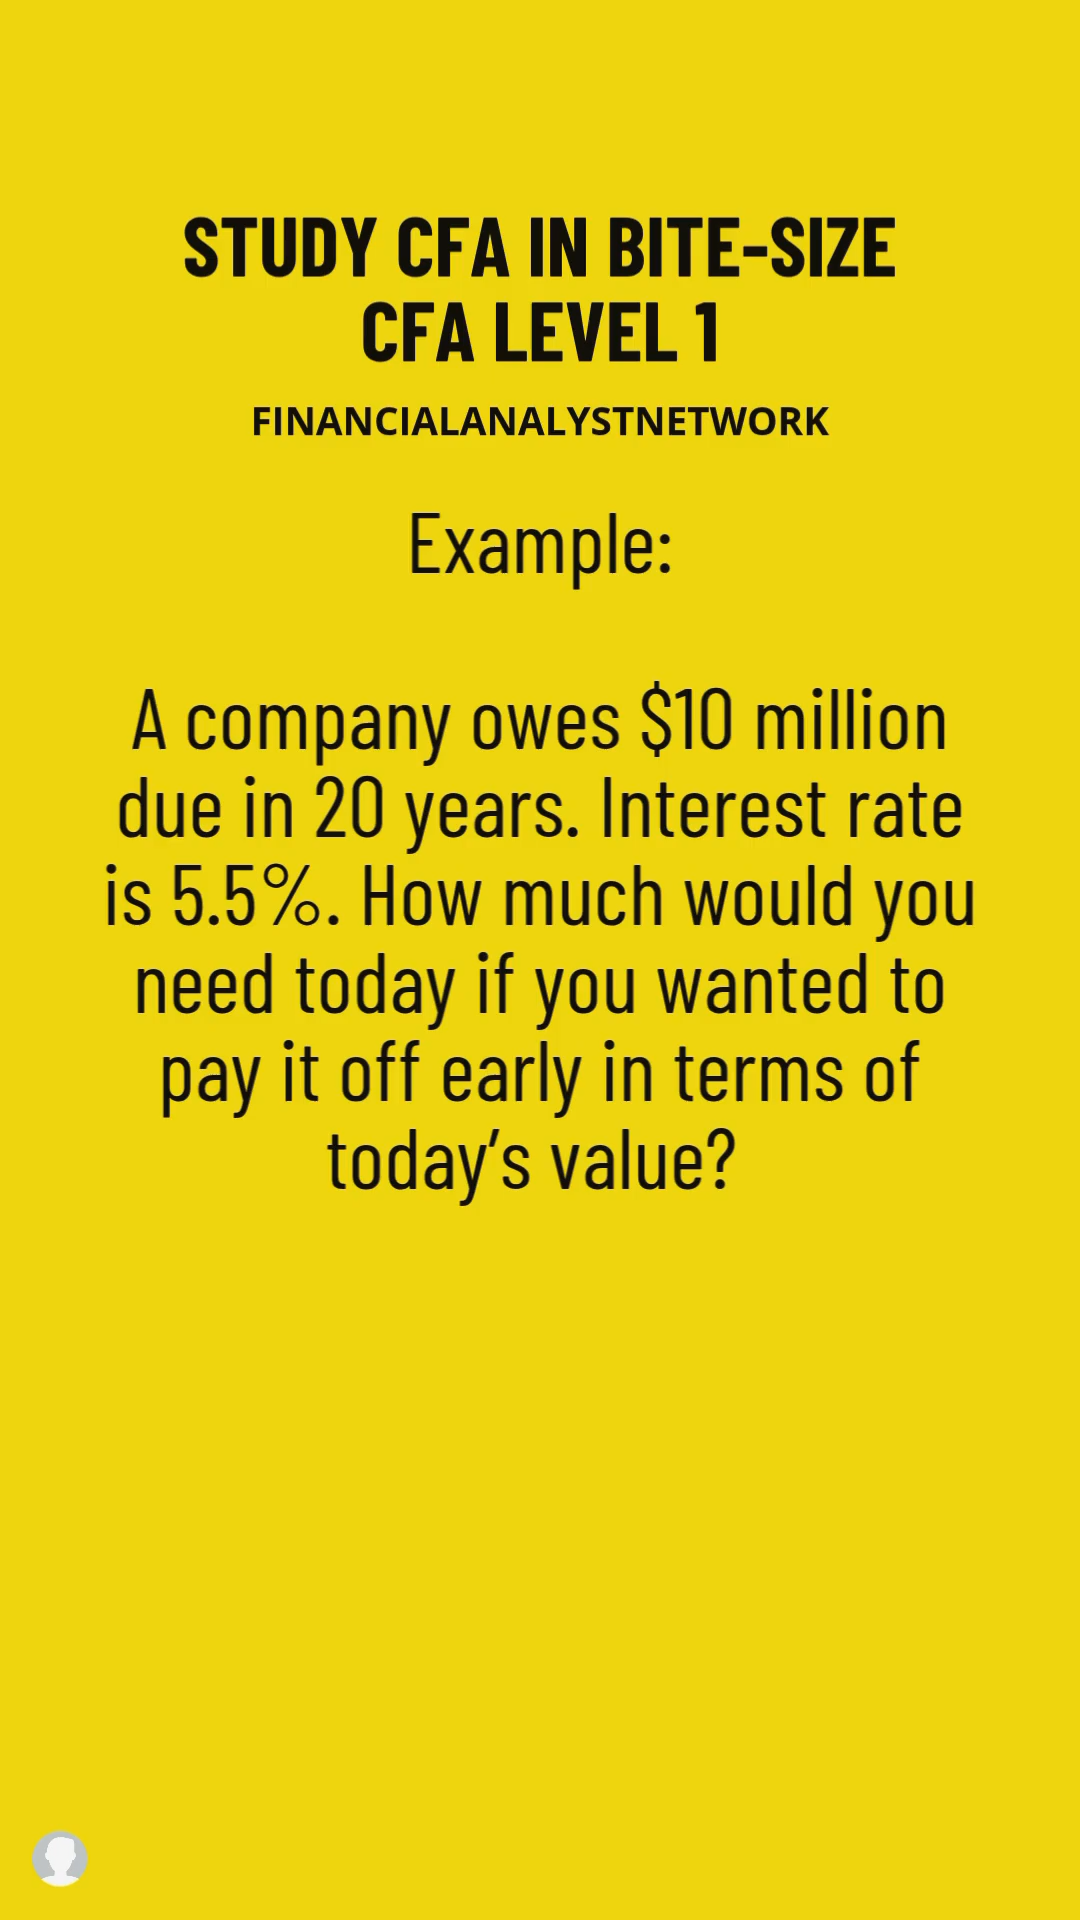 STUDY CFA IN BITE-SIZE
CFA LEVEL 1
FINANCIALANALYSTNETWORK
Example:
A company owes $10 million
due in 20 years. Interest rate
is 5.5%. How much would you
need today if you wanted to
pay it off early in terms of
today’s value?